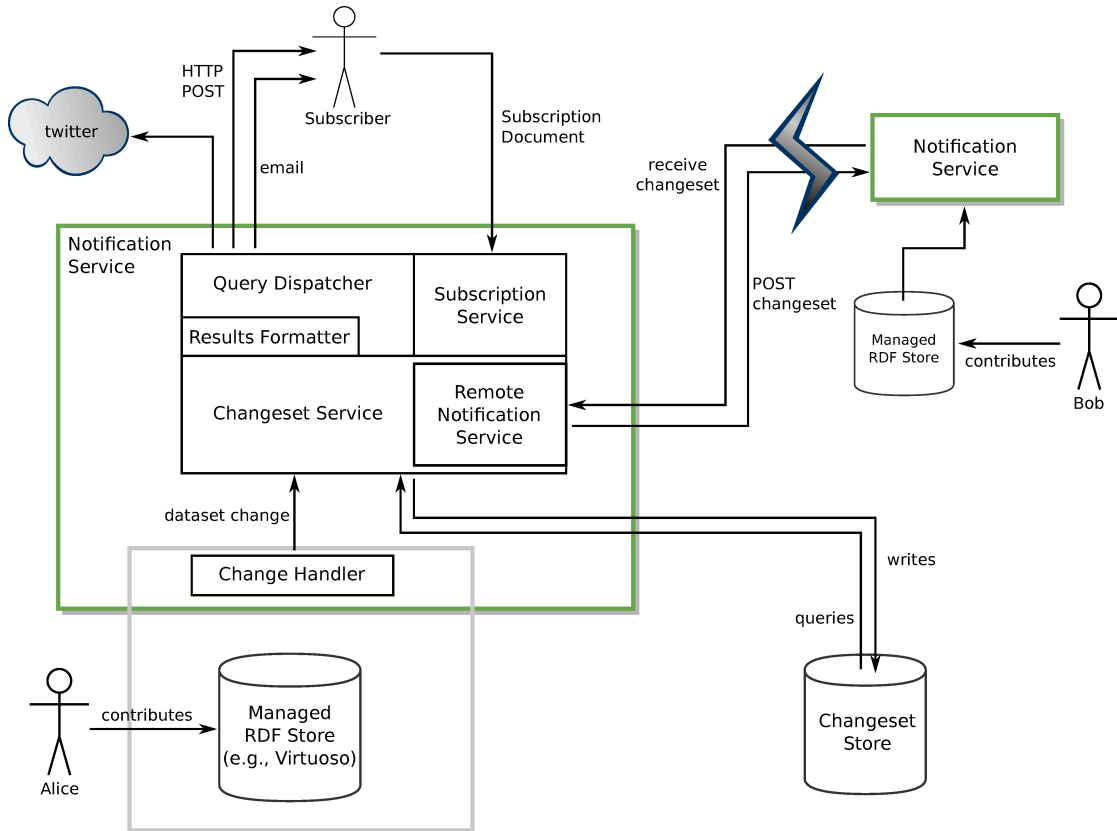 HTTP
POST
Subscriber
twitter
email
Subscription
Document
receive
changeset
Notification
Service
Notification
Service
Query Dispatcher
Subscription
Service
Results Formatter
POST
changeset
Managed
RDF Store
contributes
Bob
Changeset Service
Remote
Notification
Service
dataset change
Change Handler
writes
queries
contributes
Alice
Managed
RDF Store
(e.g., Virtuoso)
Changeset
Store